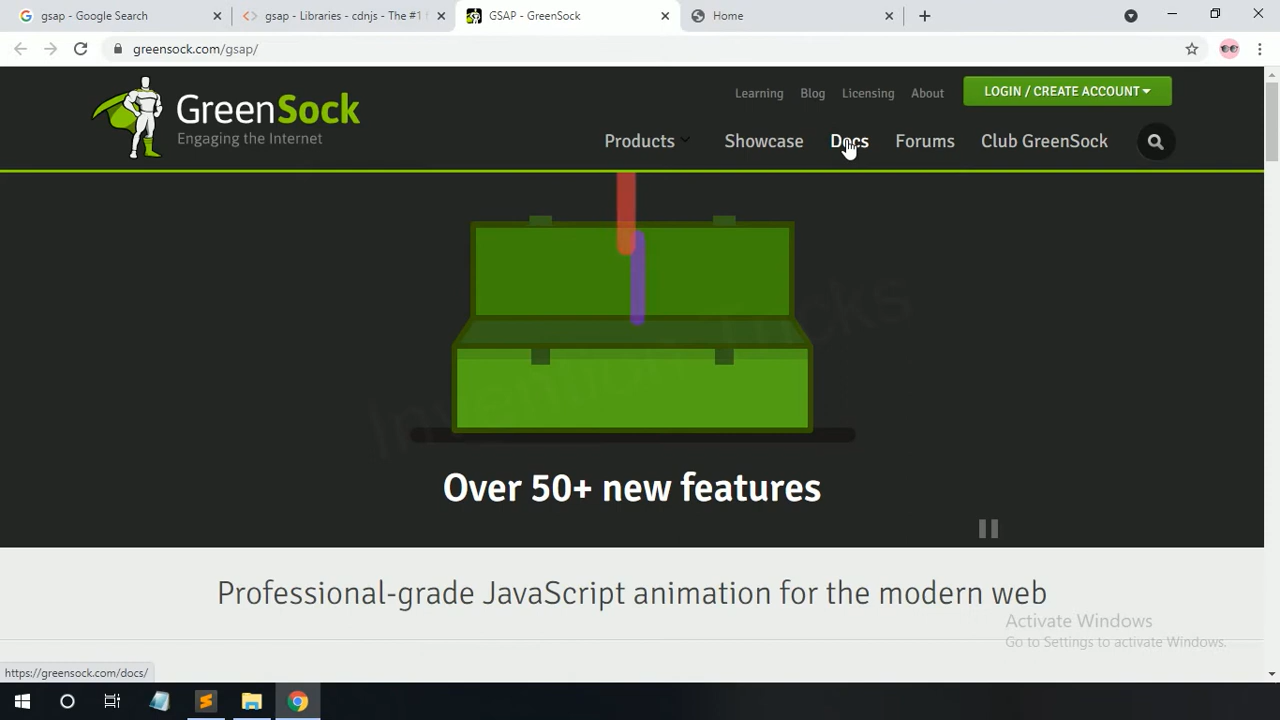 gsap - Google Search
gsap - Libraries - cdnjs - The #1 f
GSAP - GreenSock
Home
greensock.com/gsap/
GreenSock
Engaging the Internet
Learning Blog Licensing About LOGIN / CREATE ACCOUNT
Products Showcase Docs Forums Club GreenSock
Invention Tricks
Over 50+ new features
Professional-grade JavaScript animation for the modern web
Activate Windows
Go to Settings to activate Windows.
https://greensock.com/docs/